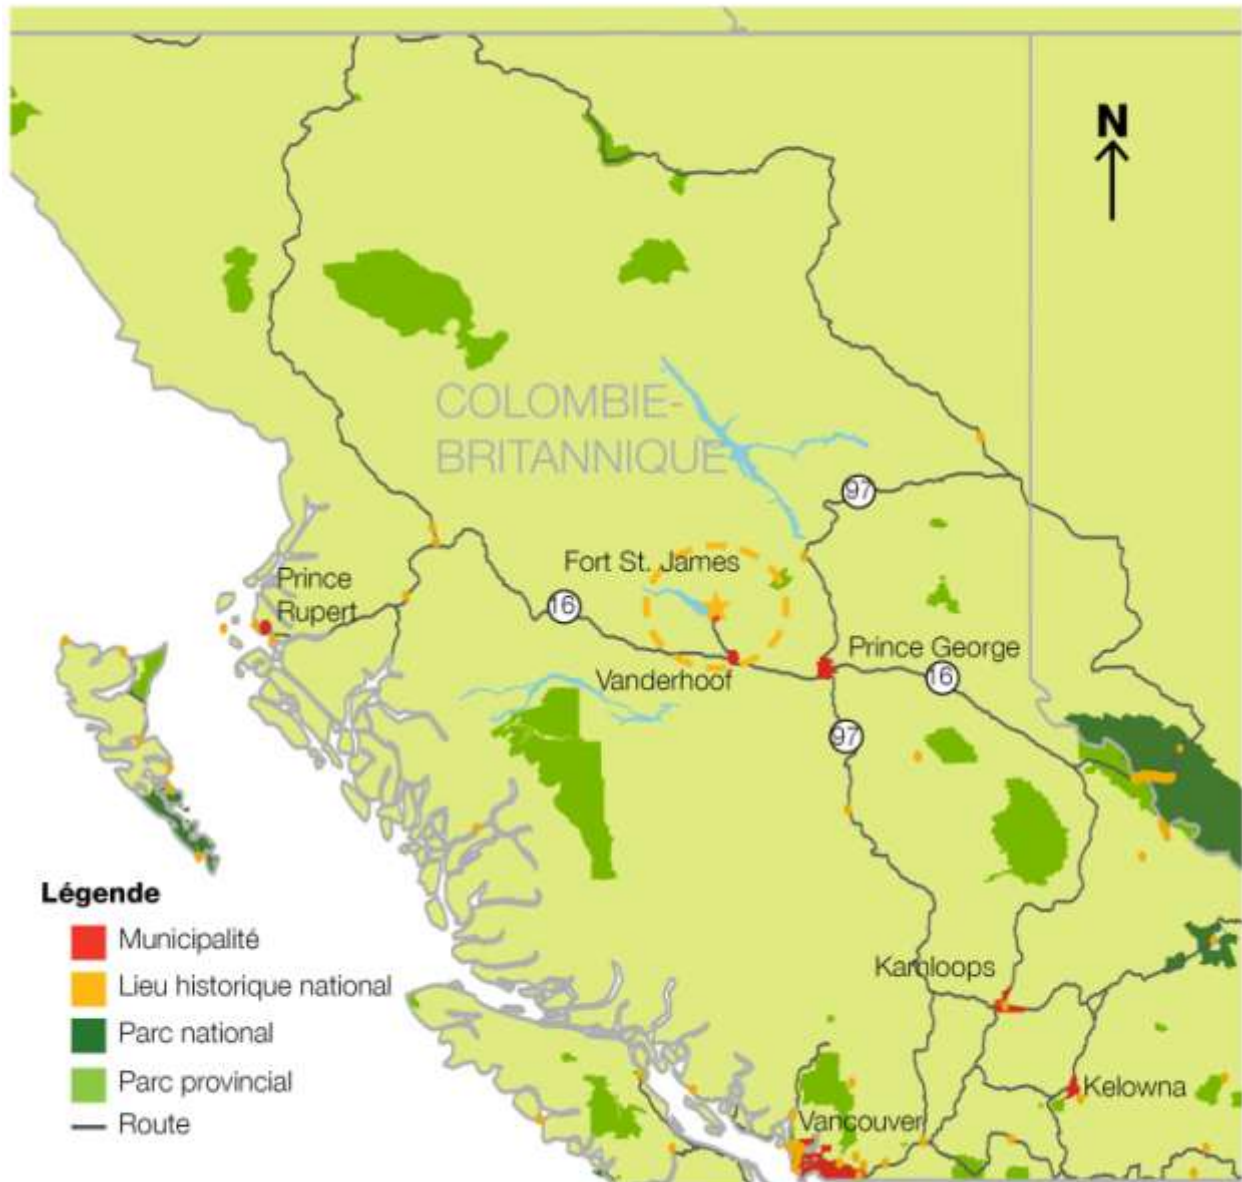 N
COLOMBIE-
BRITANNIQUE
97
Fort St. James
Prince
Rupert
16
Prince George
Vanderhoof
16
97
Légende
Municipalité
Lieu historique national
Parc national
Parc provincial
Route
Kamloops
Kelowna
Vancouver